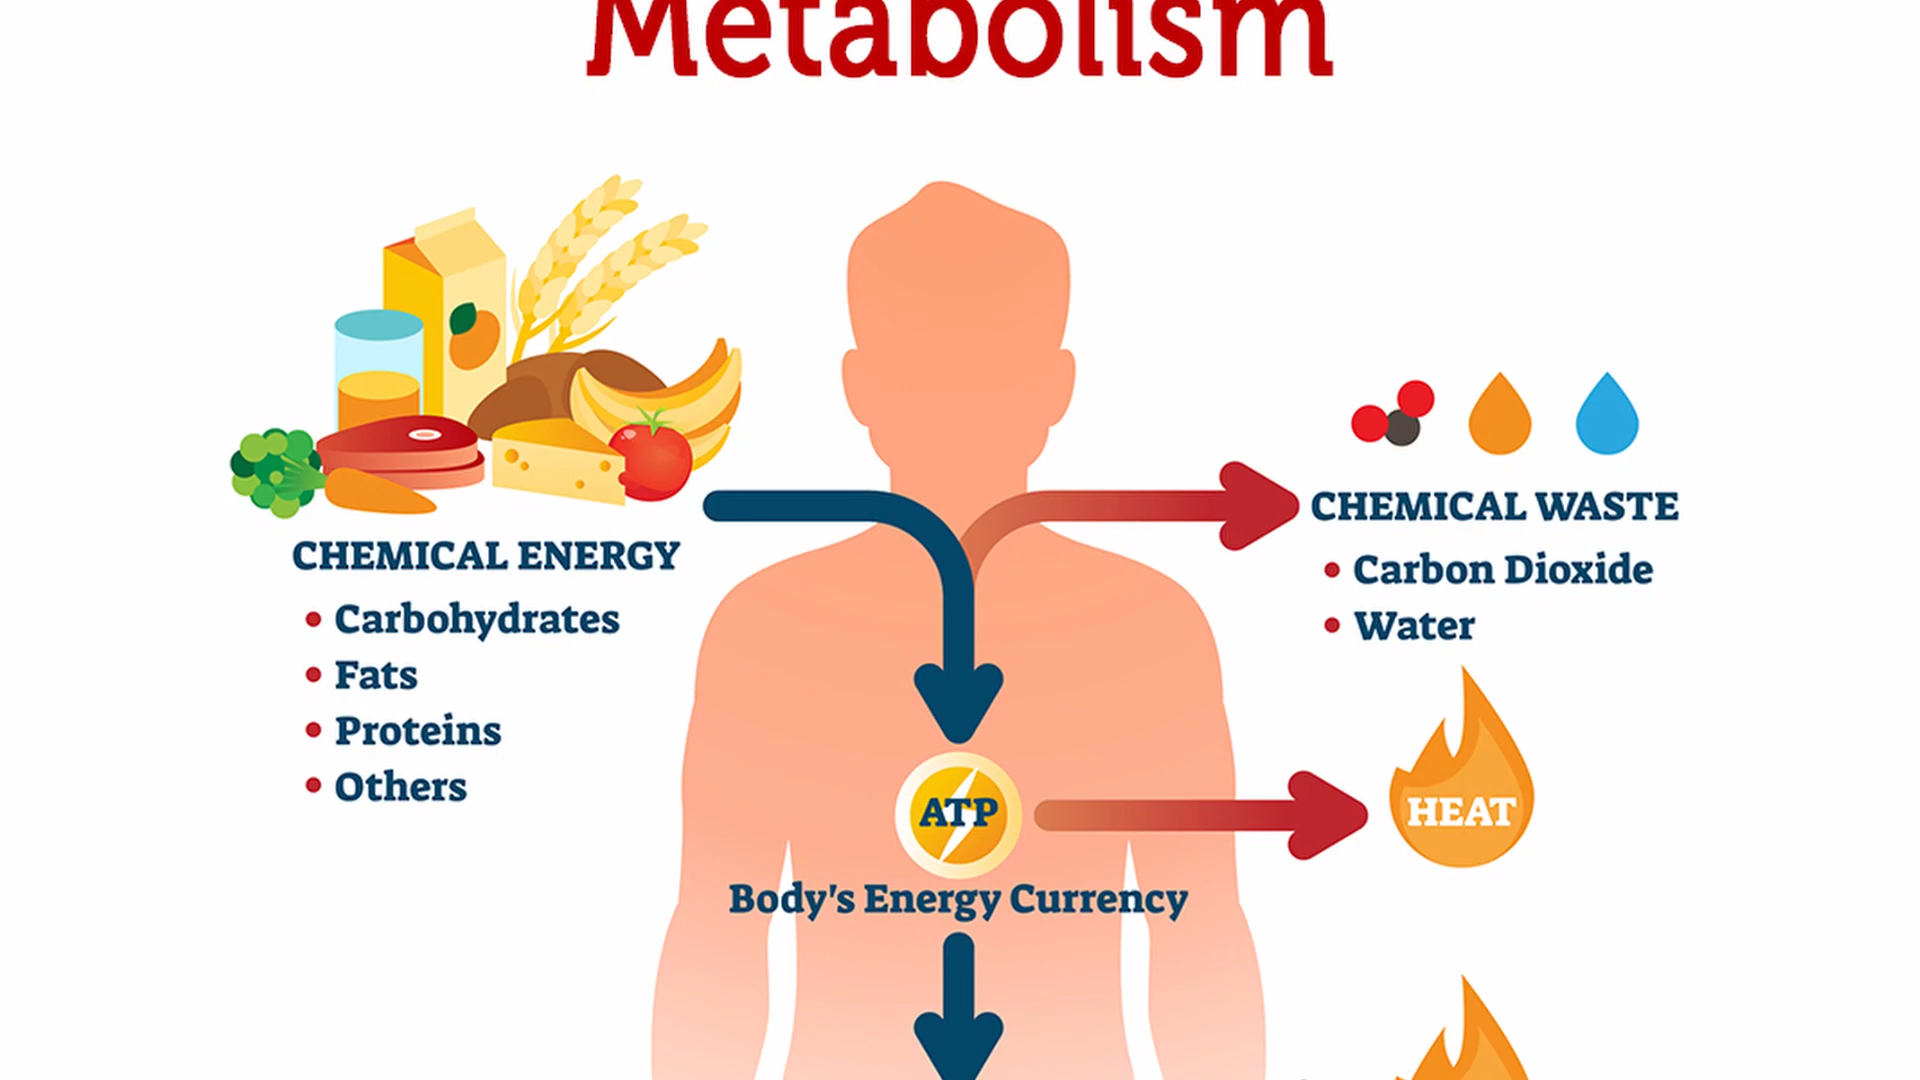 Metabolism
CHEMICAL ENERGY
• Carbohydrates
• Fats
• Proteins
• Others
CHEMICAL WASTE
• Carbon Dioxide
• Water
ATP
HEAT
Body's Energy Currency